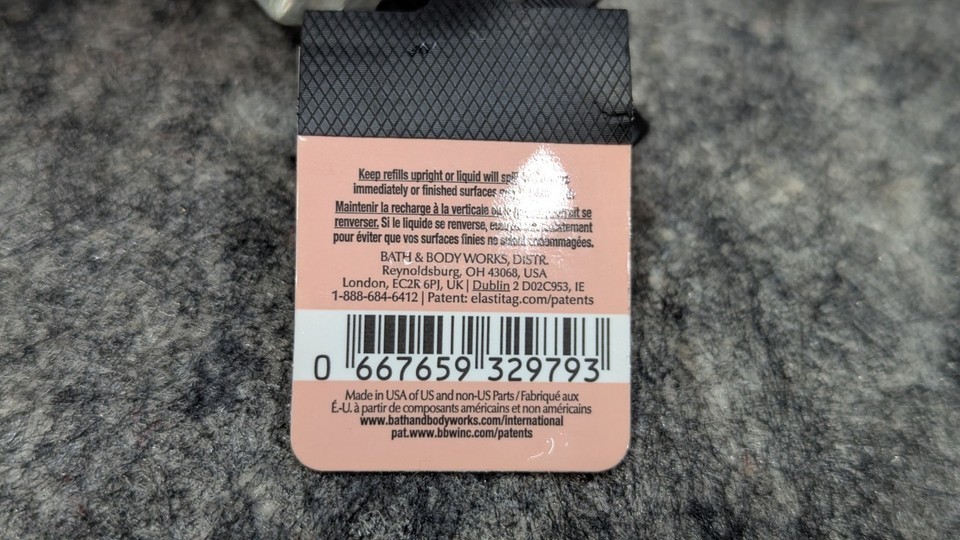 Keep refills upright or liquid will
immediately or finished surfaces
Maintenir la recharge à la verticale se
renverser. Si le liquide se renverse,
pour éviter que vos surfaces finies ne endommagées.
BATH & BODY WORKS, DISTR.
Reynoldsburg, OH 43068, USA
London, EC2R 6PJ, UK | Dublin 2 D02C953, IE
1-888-684-6412 | Patent: elastitag.com/patents
0 667659 329793
Made in USA of US and non-US Parts / Fabriqué aux
É-U. à partir de composants américains et non américains
www.bathandbodyworks.com/international
pat.www.bbwinc.com/patents